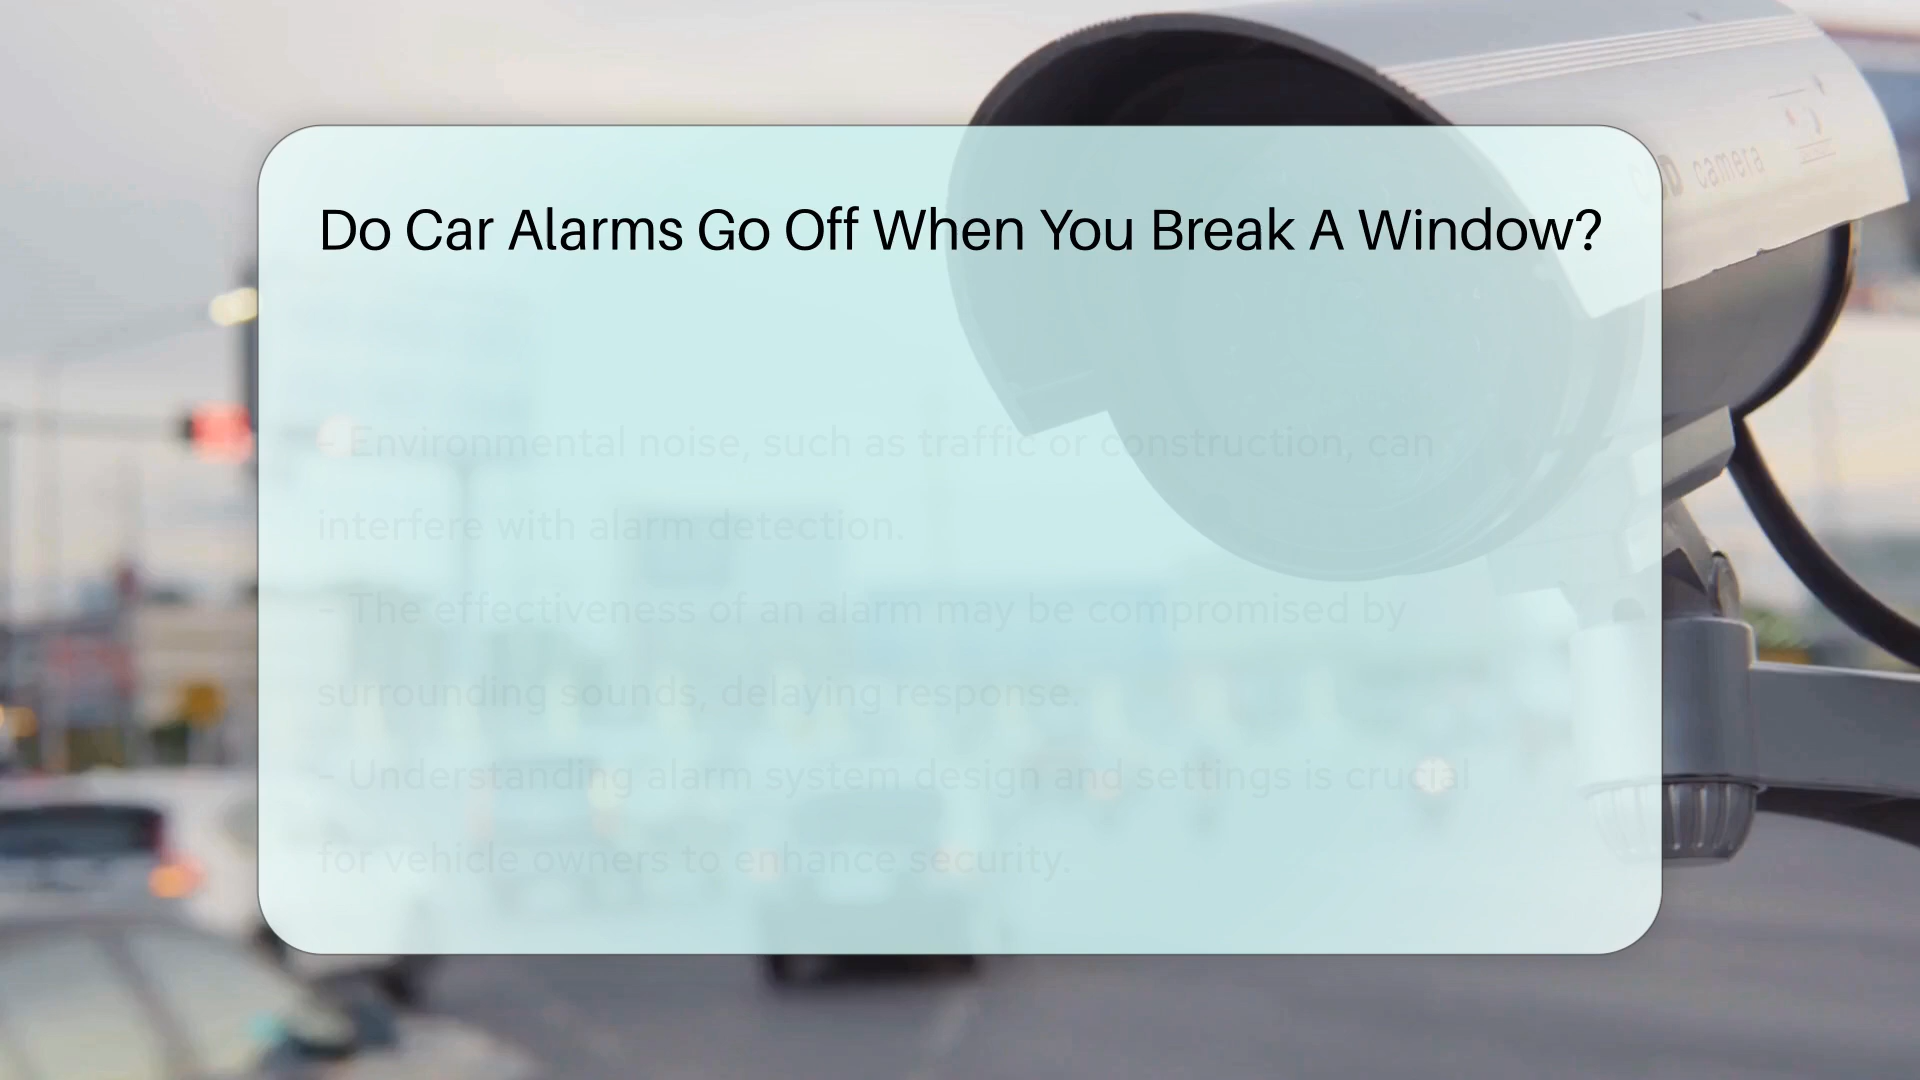 camera
Do Car Alarms Go Off When You Break A Window?
- Environmental noise, such as traffic or construction, can
interfere with alarm detection.
- The effectiveness of an alarm may be compromised by
surrounding sounds, delaying response.
- Understanding alarm system design and settings is crucial
for vehicle owners to enhance security.